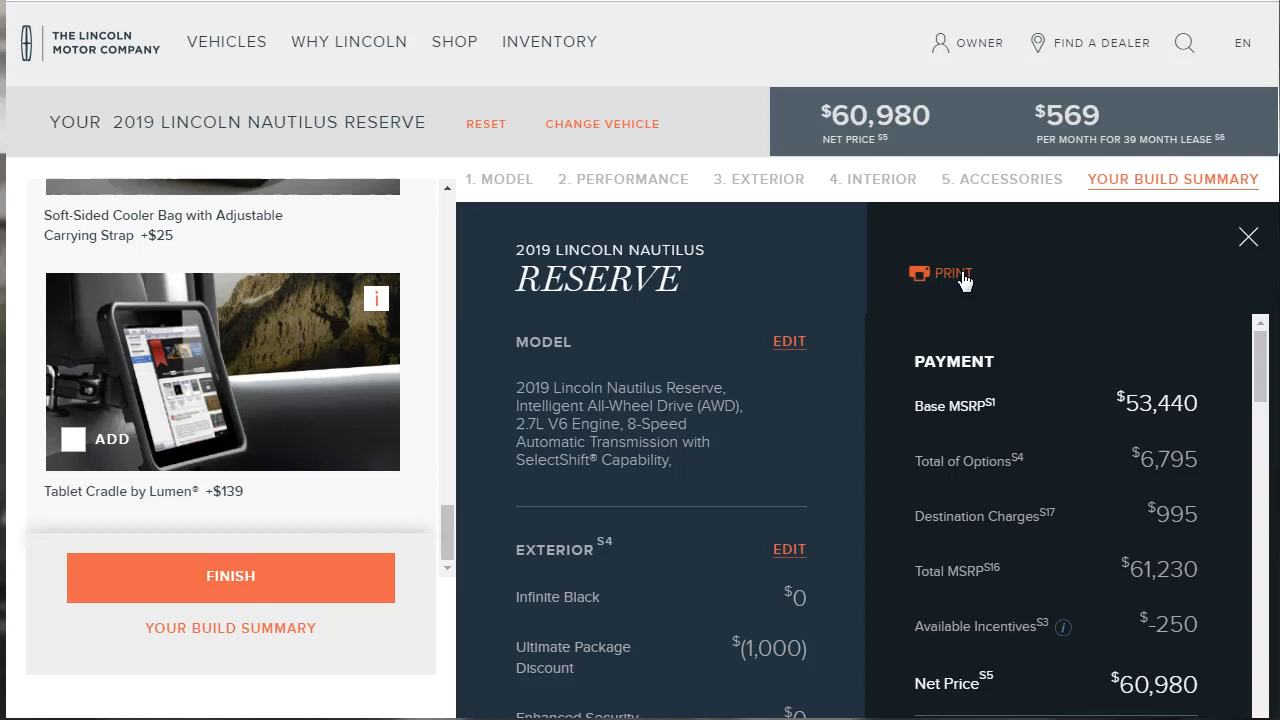 THE LINCOLN
MOTOR COMPANY
VEHICLES WHY LINCOLN SHOP INVENTORY
OWNER FIND A DEALER EN
YOUR 2019 LINCOLN NAUTILUS RESERVE RESET CHANGE VEHICLE
$60,980
NET PRICE S5
$569
PER MONTH FOR 39 MONTH LEASE S6
1. MODEL 2. PERFORMANCE 3. EXTERIOR 4. INTERIOR 5. ACCESSORIES YOUR BUILD SUMMARY
Soft-Sided Cooler Bag with Adjustable
Carrying Strap +$25
i
ADD
Tablet Cradle by Lumen® +$139
FINISH
YOUR BUILD SUMMARY
2019 LINCOLN NAUTILUS
RESERVE
MODEL EDIT
2019 Lincoln Nautilus Reserve,
Intelligent All-Wheel Drive (AWD),
2.7L V6 Engine, 8-Speed
Automatic Transmission with
SelectShift® Capability,
EXTERIOR S4 EDIT
Infinite Black $0
Ultimate Package
Discount $(1,000)
Enhanced Security $0
PRINT
PAYMENT
Base MSRP S1 $53,440
Total of Options S4 $6,795
Destination Charges S17 $995
Total MSRP S16 $61,230
Available Incentives S3 i $-250
Net Price S5 $60,980